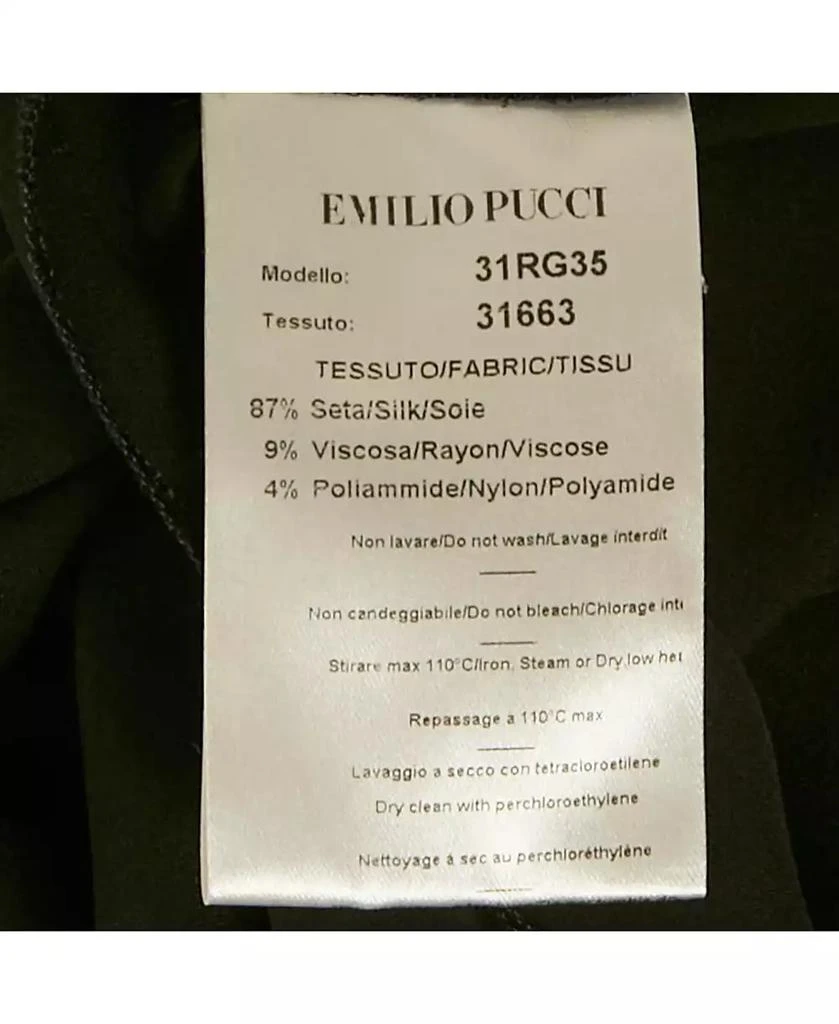 EMILIO PUCCI
Modello: 31RG35
Tessuto: 31663
TESSUTO/FABRIC/TISSU
87% Seta/Silk/Soie
9% Viscosa/Rayon/Viscose
4% Poliammide/Nylon/Polyamide
Non lavare/Do not wash/Lavage interdit
Non candeggiabile/Do not bleach/Chlorage
Stirare max 110°C/Iron, Steam or Dry low
Repassage à 110°C max
Lavaggio a secco con tetracloroetilene
Dry clean with perchloroethylene
Nettoyage à sec au perchloréthylène